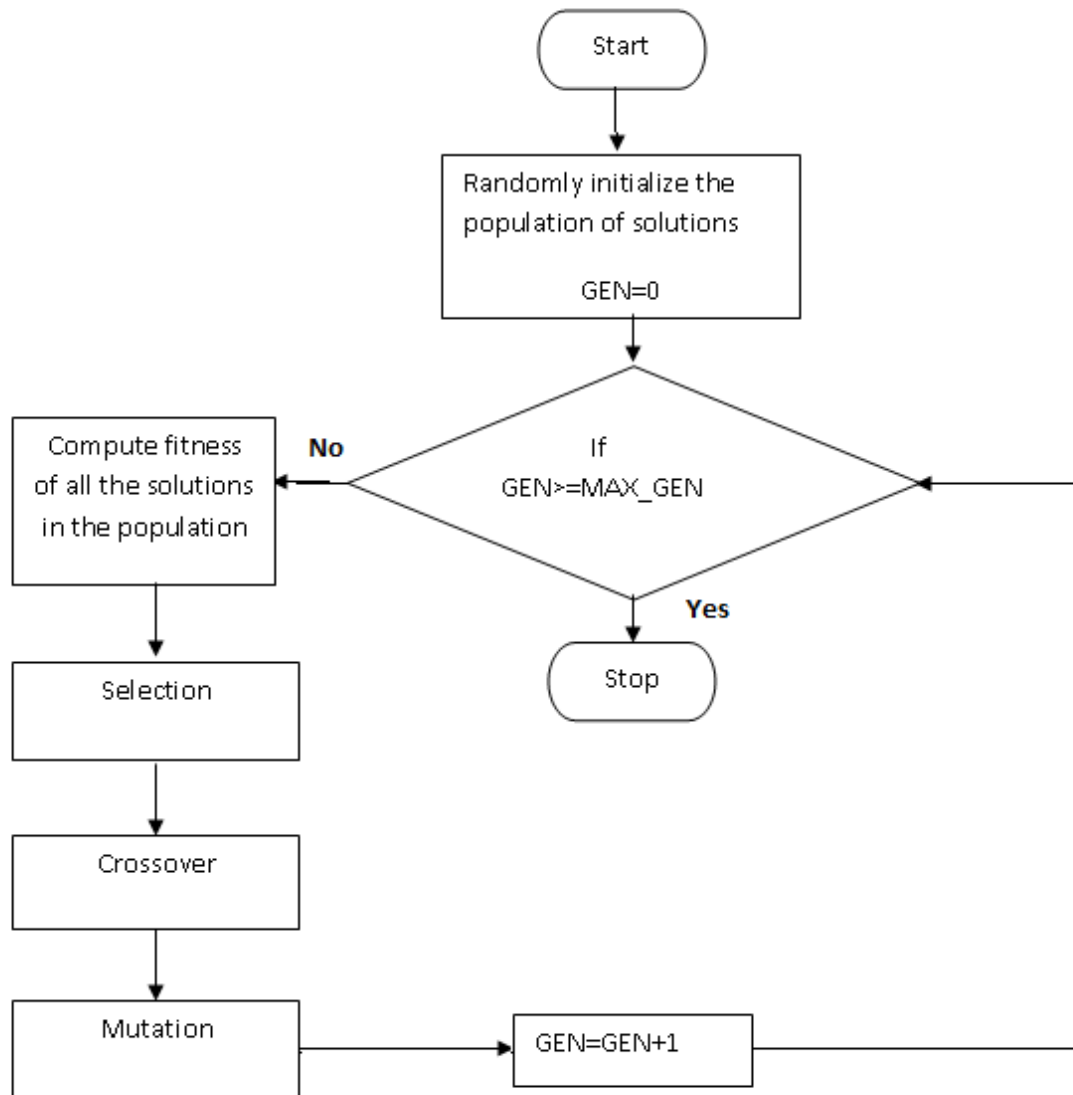 Start
Randomly initialize the
population of solutions
GEN=0
If
GEN>=MAX_GEN
No
Yes
Compute fitness
of all the solutions
in the population
Stop
Selection
Crossover
Mutation
GEN=GEN+1